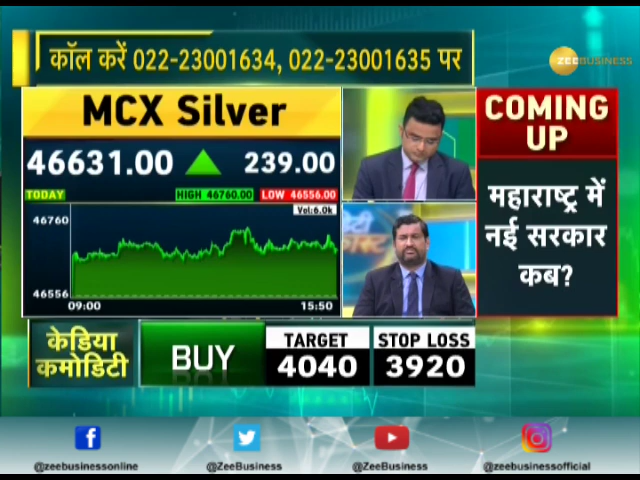 कॉल करें 022-23001634, 022-23001635 पर
ZEEBUSINESS
MCX Silver
46631.00 239.00
TODAY HIGH 46760.00 LOW 46556.00
Vol:6.0k
46760
46556
09:00 15:50
COMING
UP
महाराष्ट्र में
नई सरकार
कब?
केडिया
कमोडिटी
BUY
TARGET
4040
STOP LOSS
3920
@zeebusinessonline @ZeeBusiness @ZeeBusiness @zeebusinessofficial